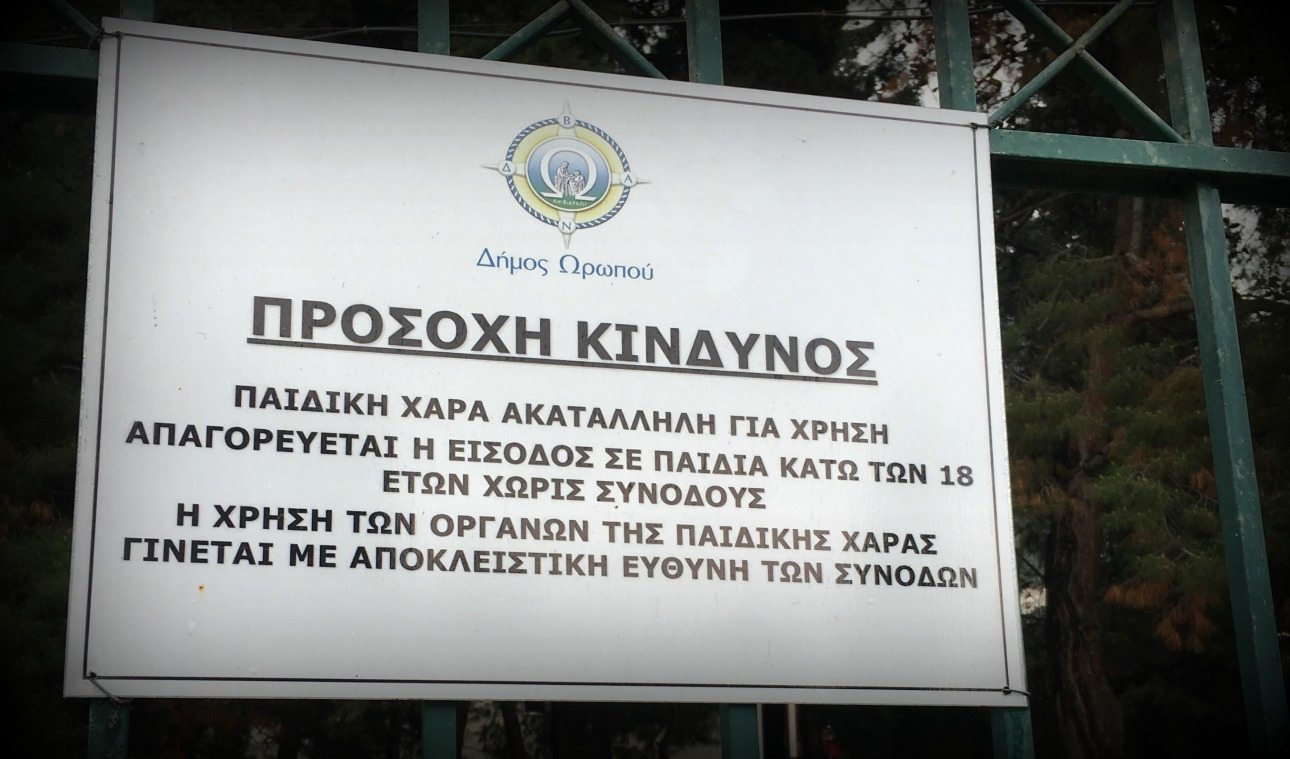 Β
Δ Α
ΑΜΦΙΑΡΑΟΣ
Ν
Δήμος Ωρωπού
ΠΡΟΣΟΧΗ ΚΙΝΔΥΝΟΣ
ΠΑΙΔΙΚΗ ΧΑΡΑ ΑΚΑΤΑΛΛΗΛΗ ΓΙΑ ΧΡΗΣΗ
ΑΠΑΓΟΡΕΥΕΤΑΙ Η ΕΙΣΟΔΟΣ ΣΕ ΠΑΙΔΙΑ ΚΑΤΩ ΤΩΝ 18
ΕΤΩΝ ΧΩΡΙΣ ΣΥΝΟΔΟΥΣ
Η ΧΡΗΣΗ ΤΩΝ ΟΡΓΑΝΩΝ ΤΗΣ ΠΑΙΔΙΚΗΣ ΧΑΡΑΣ
ΓΙΝΕΤΑΙ ΜΕ ΑΠΟΚΛΕΙΣΤΙΚΗ ΕΥΘΥΝΗ ΤΩΝ ΣΥΝΟΔΩΝ